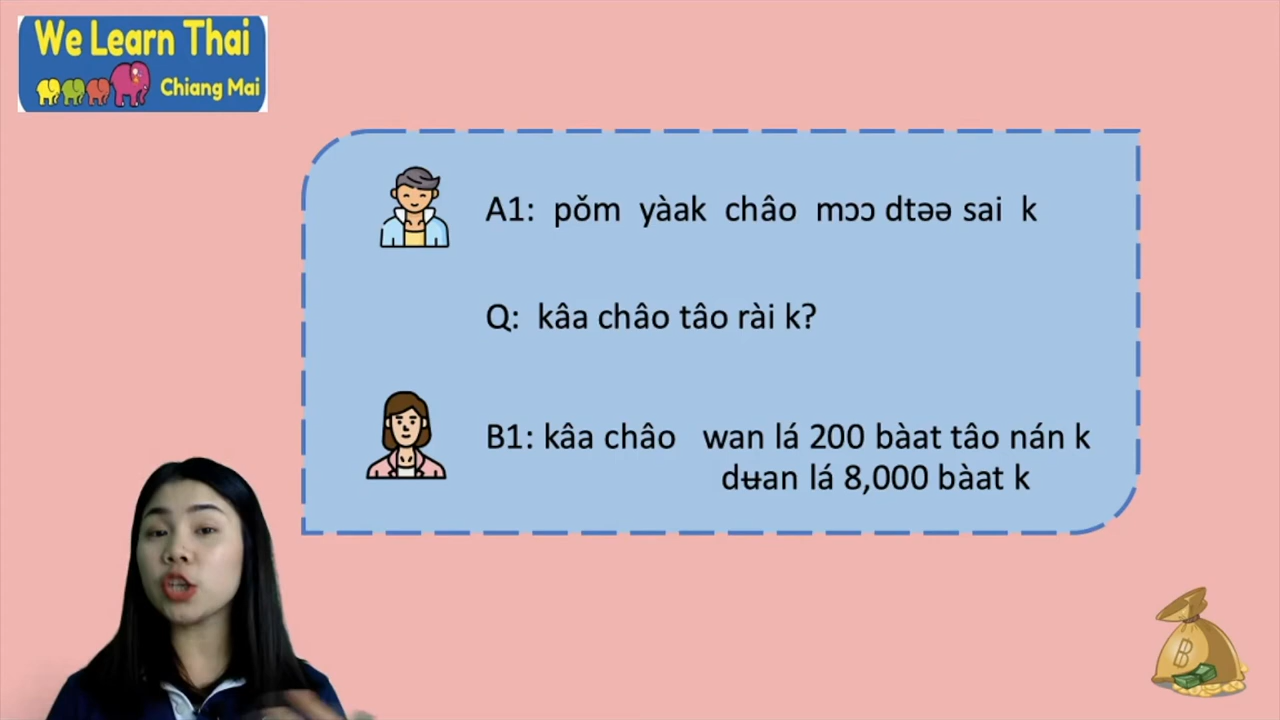 We Learn Thai
Chiang Mai
A1: pǒm yàak châo mɔɔ dtəə sai k
Q: kâa châo tâo rài k?
B1: kâa châo wan lá 200 bàat tâo nán k
dʉan lá 8,000 bàat k
B